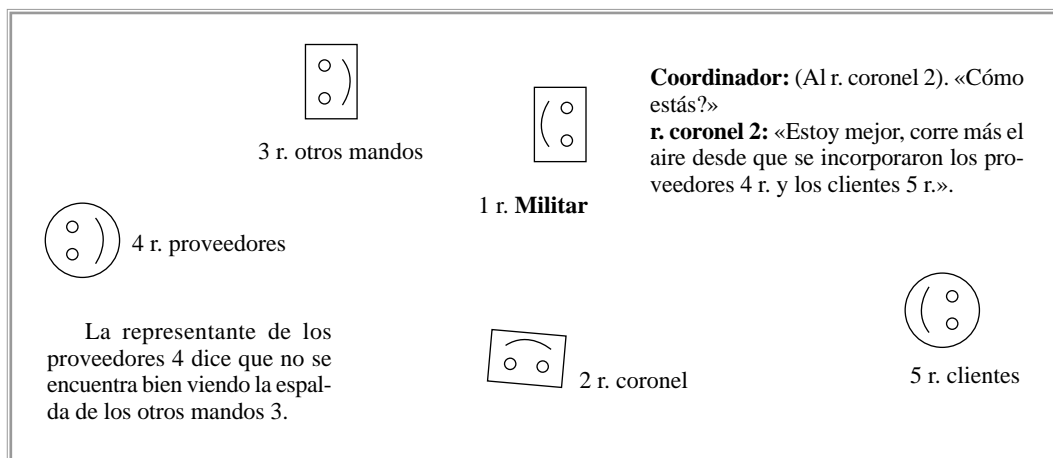 Coordinador: (Al r. coronel 2). «Cómo
estás?»
r. coronel 2: «Estoy mejor, corre más el
aire desde que se incorporaron los pro-
veedores 4 r. y los clientes 5 r.».
3 r. otros mandos
1 r. Militar
4 r. proveedores
La representante de los
proveedores 4 dice que no se
encuentra bien viendo la espal-
da de los otros mandos 3.
2 r. coronel
5 r. clientes